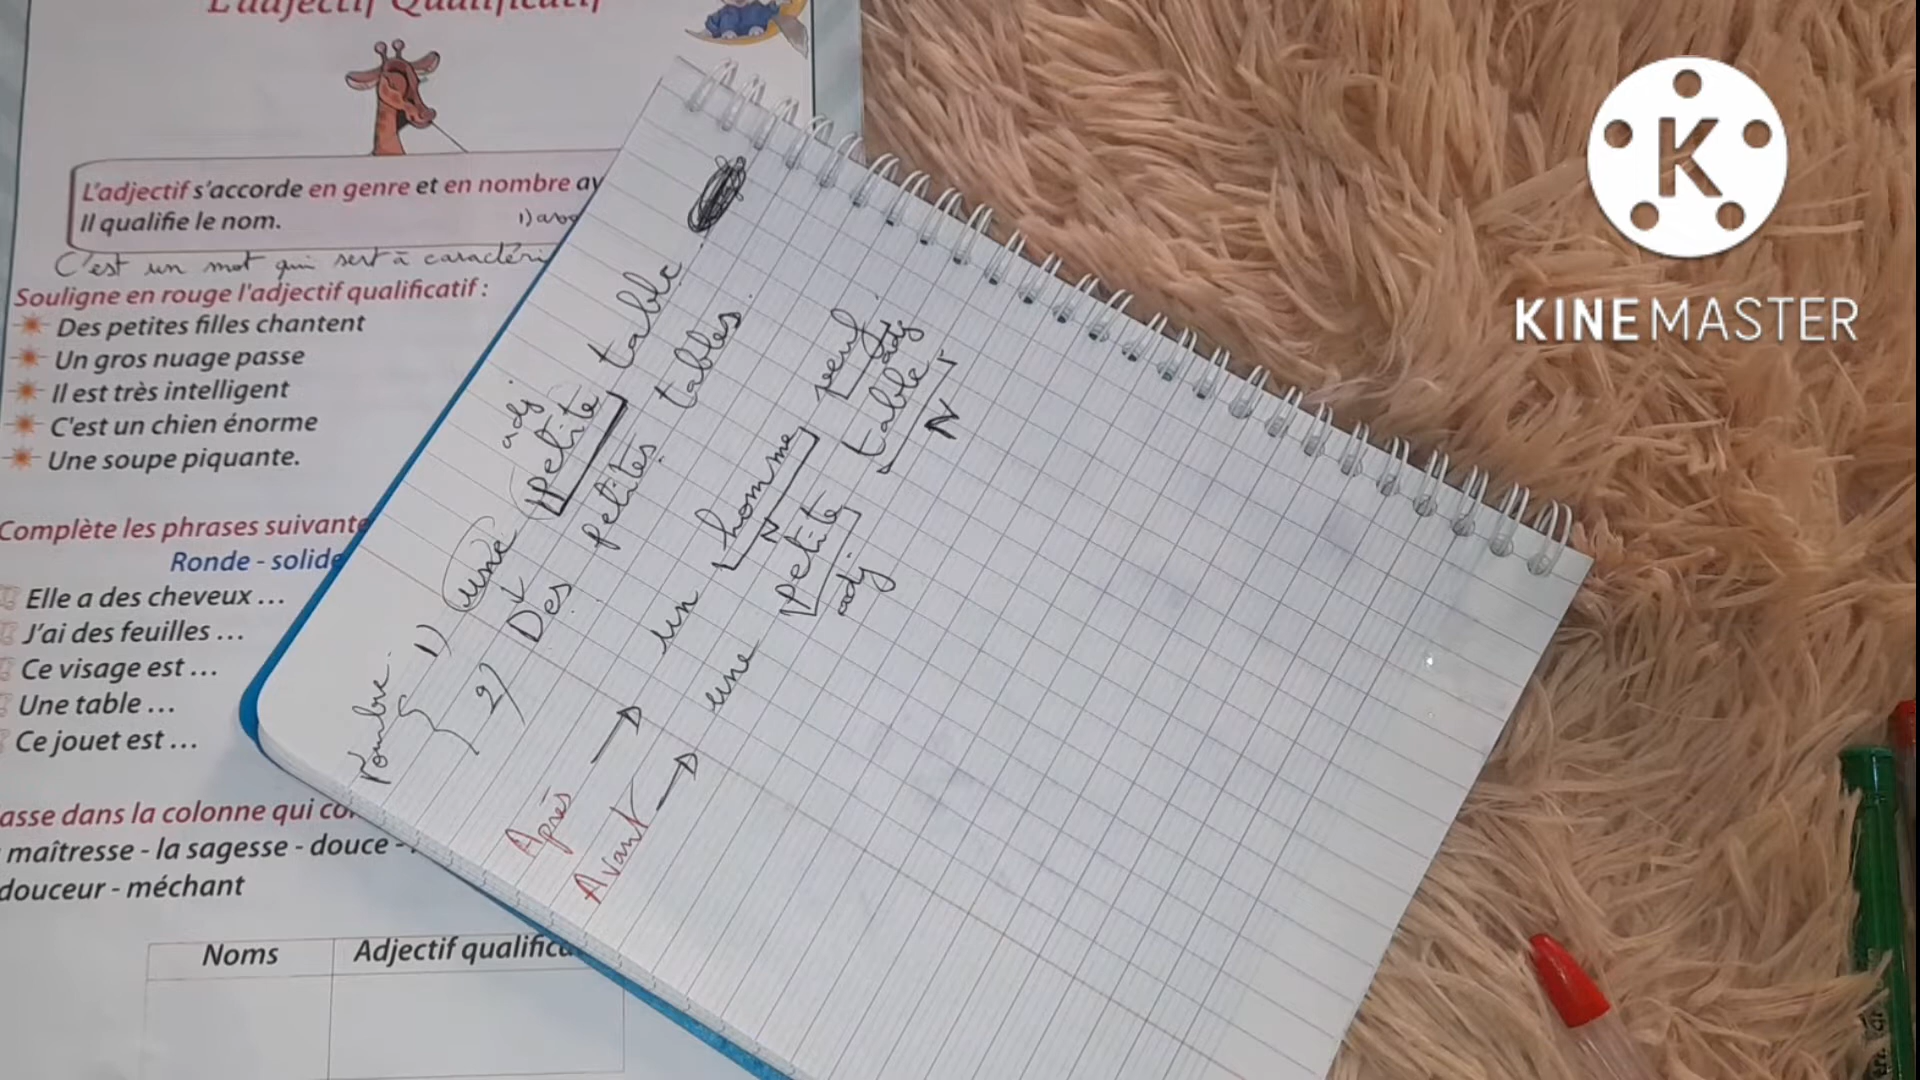 L'adjectif Qualificatif
L'adjectif s'accorde en genre et en nombre
Il qualifie le nom.
1)
C'est un mot qui sert à
Souligne en rouge l'adjectif qualificatif :
Des petites filles chantent
Un gros nuage passe
Il est très intelligent
C'est un chien énorme
Une soupe piquante.
Complète les phrases
Ronde - solide
Elle a des cheveux ...
J'ai des feuilles ...
Ce visage est ...
Une table ...
Ce jouet est ...
dans la colonne qui
maîtresse - la sagesse - douce -
douceur - méchant
Noms
Adjectif
nombre
adj.
1) une petite table
2) Des petites tables.
Après → un homme
N
adj
Avant → une petite table
adj
N
K
KINEMASTER